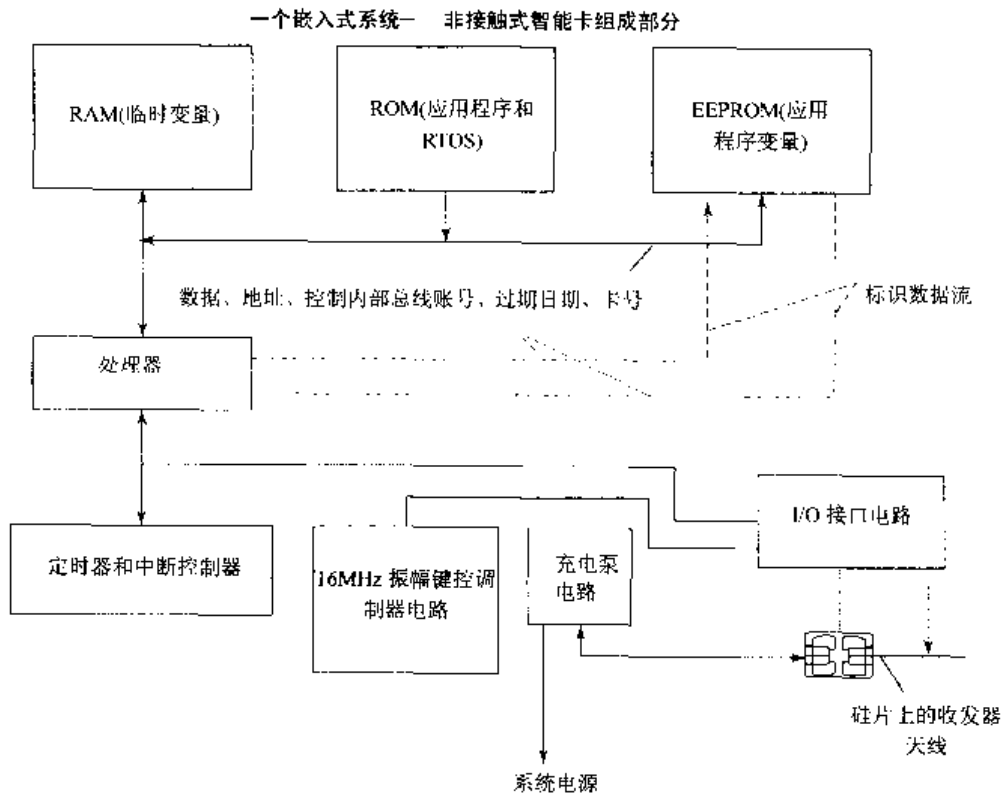 一个嵌入式系统— 非接触式智能卡组成部分
RAM(临时变量)
ROM(应用程序和
RTOS)
EEPROM(应用
程序变量)
数据、地址、控制内部总线账号、过期日期、卡号
标识数据流
处理器
I/O 接口电路
定时器和中断控制器
16MHz 振幅键控调
制器电路
充电泵
电路
硅片上的收发器
天线
系统电源